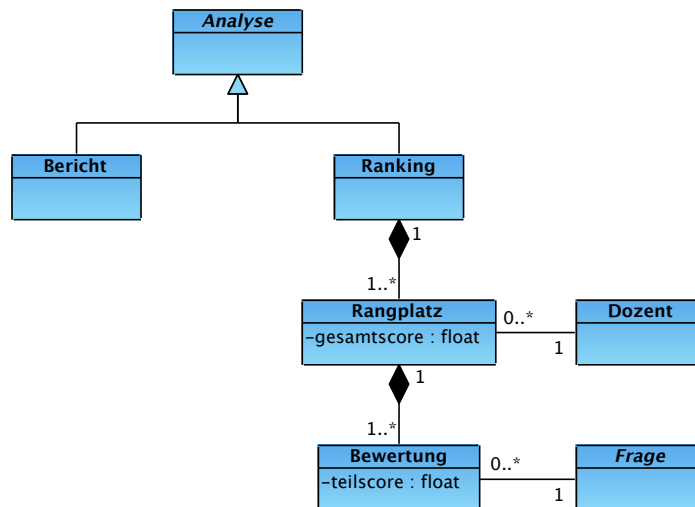 Analyse
Bericht
Ranking
1
1..*
Rangplatz
-gesamtscore : float
0..*
1
Dozent
1
1..*
Bewertung
-teilscore : float
0..*
1
Frage